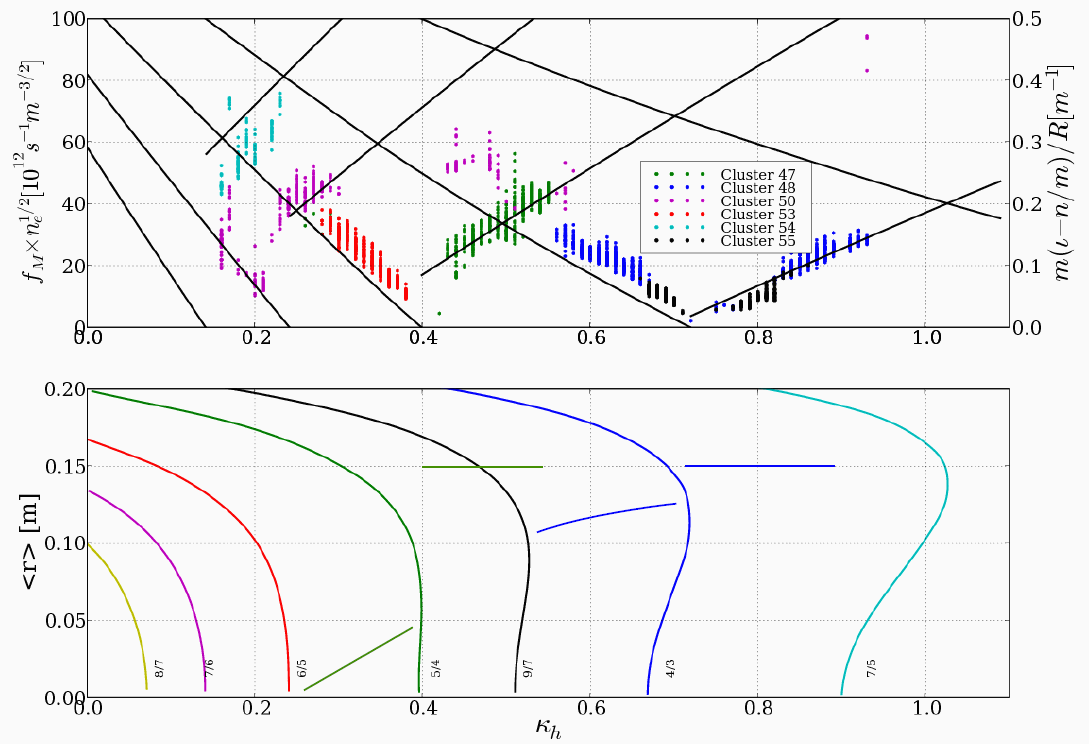 100
80
60
40
20
0
0.5
0.4
0.3
0.2
0.1
0.0
f_M×n_e^{1/2}[10^{12}s^{-1}m^{-3/2}]
m(ι−n/m)/R[m^{-1}]
Cluster 47
Cluster 48
Cluster 50
Cluster 53
Cluster 54
Cluster 55
0.0 0.2 0.4 0.6 0.8 1.0
0.20
0.15
0.10
0.05
0.00
<r> [m]
8/7 7/6 6/5 5/4 9/7 4/3 7/5
0.0 0.2 0.4 0.6 0.8 1.0
κ_h